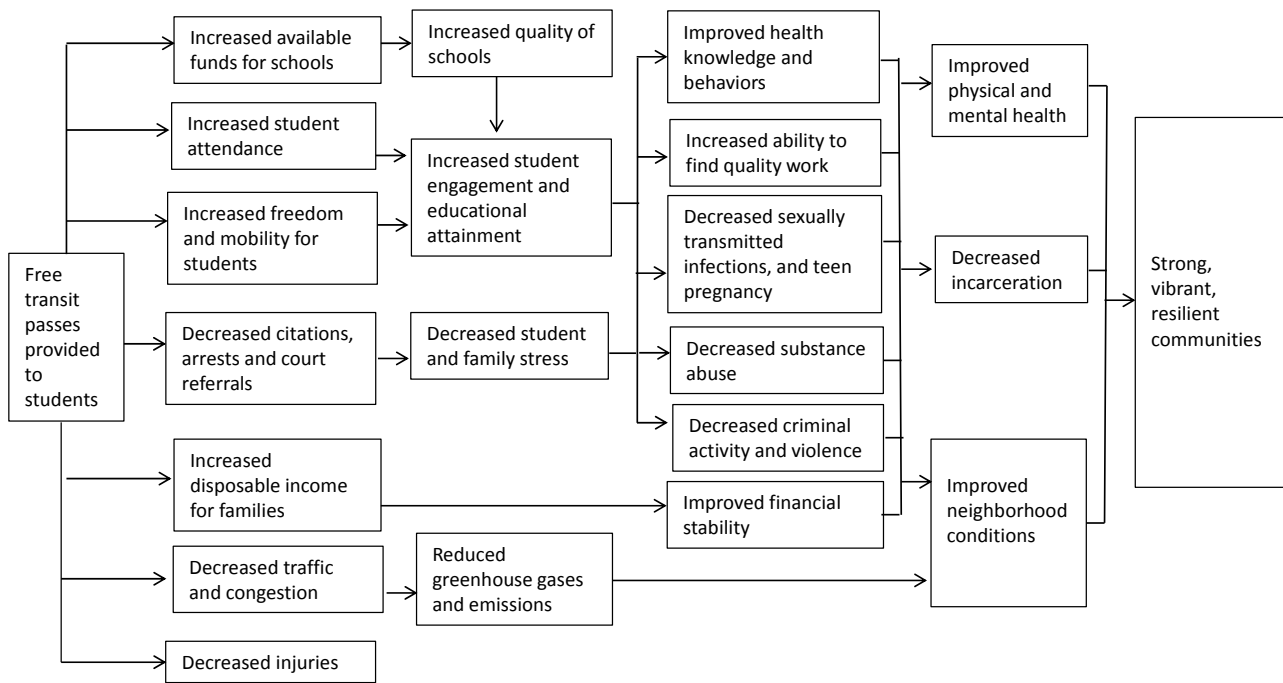 Free
transit
passes
provided
to
students
Increased available
funds for schools
Increased student
attendance
Increased freedom
and mobility for
students
Decreased citations,
arrests and court
referrals
Increased
disposable income
for families
Decreased traffic
and congestion
Decreased injuries
Increased quality of
schools
Increased student
engagement and
educational
attainment
Decreased student
and family stress
Reduced
greenhouse gases
and emissions
Improved health
knowledge and
behaviors
Increased ability to
find quality work
Decreased sexually
transmitted
infections, and teen
pregnancy
Decreased substance
abuse
Decreased criminal
activity and violence
Improved financial
stability
Improved
physical and
mental health
Decreased
incarceration
Improved
neighborhood
conditions
Strong,
vibrant,
resilient
communities